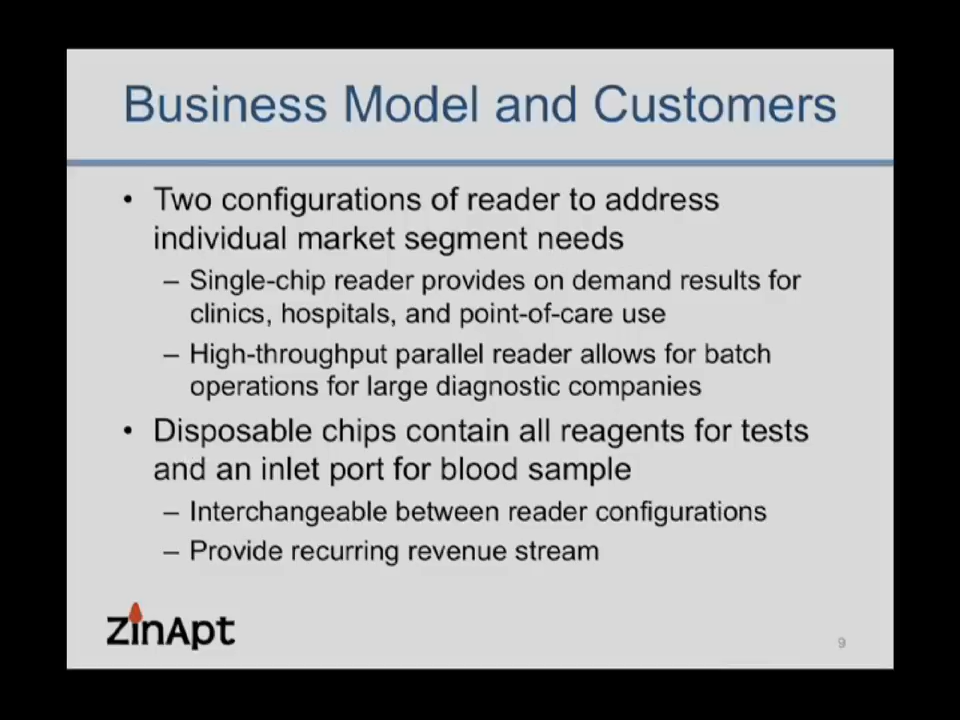 Business Model and Customers
• Two configurations of reader to address
individual market segment needs
– Single-chip reader provides on demand results for
clinics, hospitals, and point-of-care use
– High-throughput parallel reader allows for batch
operations for large diagnostic companies
• Disposable chips contain all reagents for tests
and an inlet port for blood sample
– Interchangeable between reader configurations
– Provide recurring revenue stream
ZinApt
9